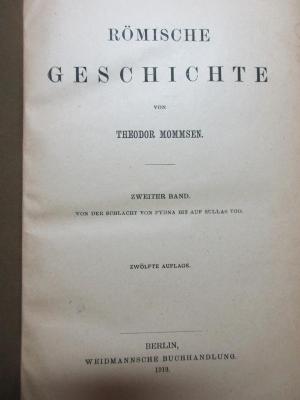 RÖMISCHE
GESCHICHTE
VON
THEODOR MOMMSEN.
ZWEITER BAND.
VON DER SCHLACHT VON PYDNA BIS AUF SULLAS TOD.
ZWÖLFTE AUFLAGE.
BERLIN,
WEIDMANNSCHE BUCHHANDLUNG.
1919.